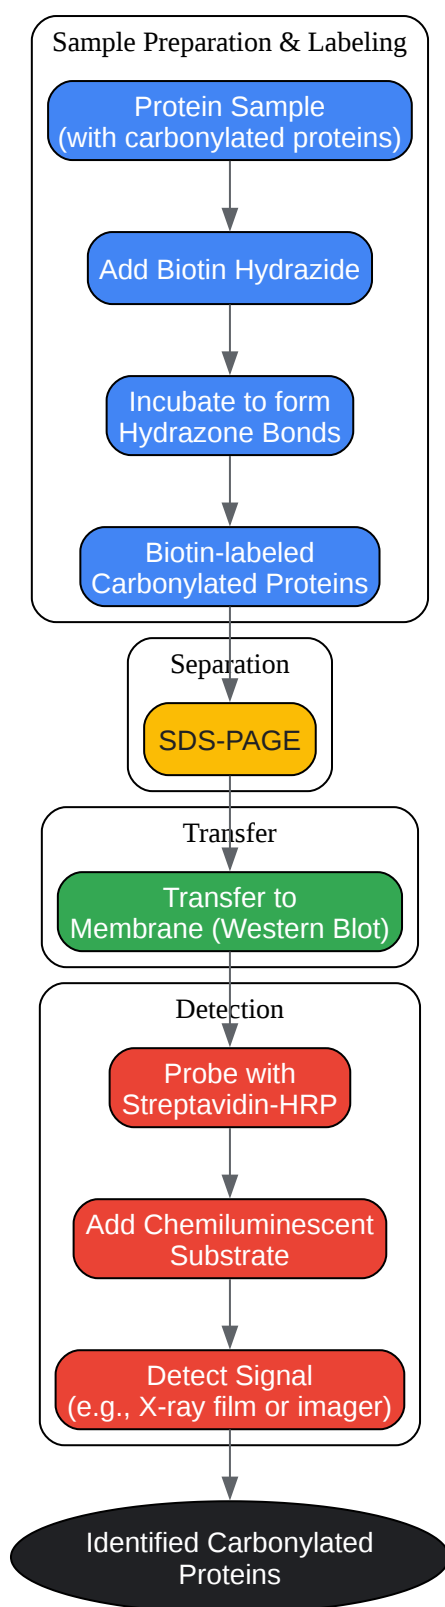 Sample Preparation & Labeling
Protein Sample
(with carbonylated proteins)
Add Biotin Hydrazide
Incubate to form
Hydrazone Bonds
Biotin-labeled
Carbonylated Proteins
Separation
SDS-PAGE
Transfer
Transfer to
Membrane (Western Blot)
Detection
Probe with
Streptavidin-HRP
Add Chemiluminescent
Substrate
Detect Signal
(e.g., X-ray film or imager)
Identified Carbonylated
Proteins